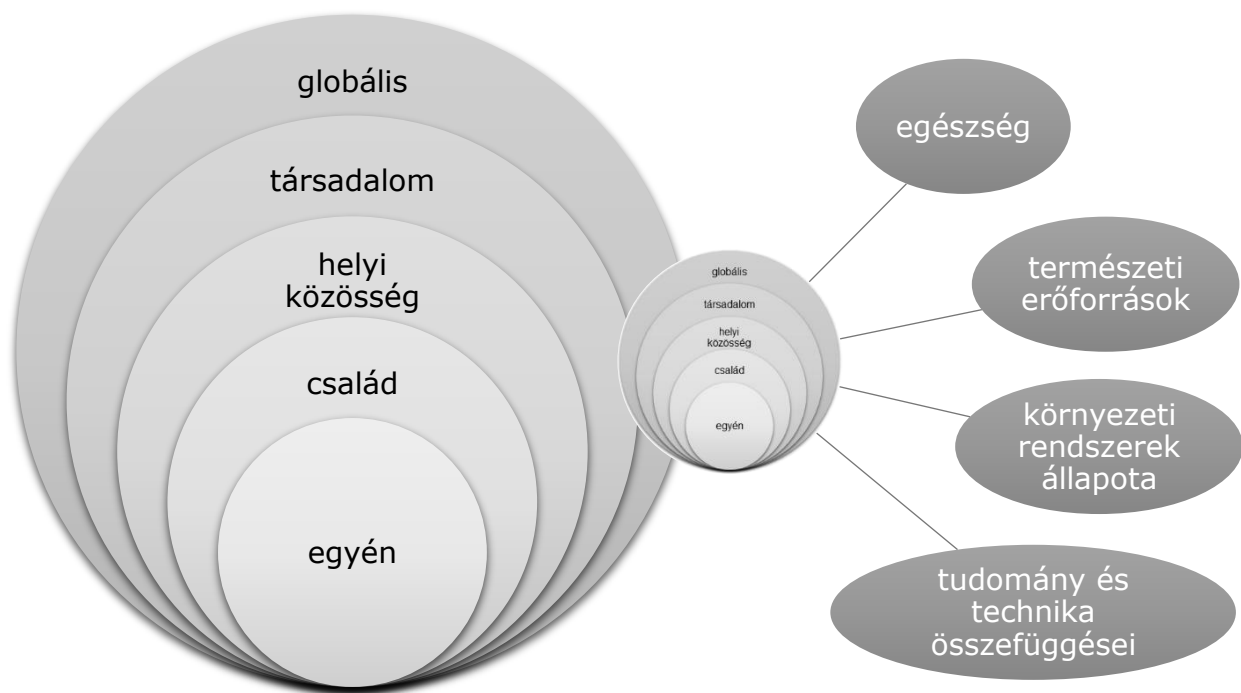 globális
társadalom
helyi
közösség
család
egyén
globális
társadalom
helyi
közösség
család
egyén
egészség
természeti
erőforrások
környezeti
rendszerek
állapota
tudomány és
technika
összefüggései